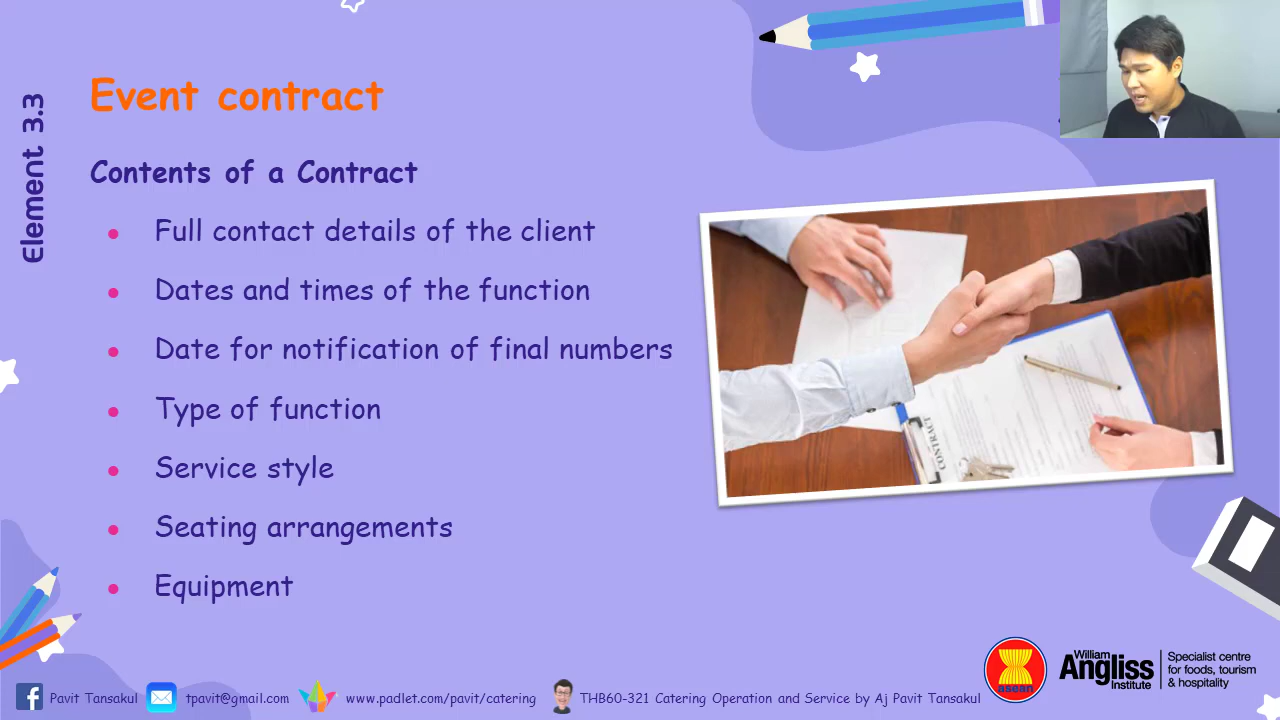 Element 3.3
Event contract
Contents of a Contract
Full contact details of the client
Dates and times of the function
Date for notification of final numbers
Type of function
Service style
Seating arrangements
Equipment
CONTRACT
Pavit Tansakul
tpavit@gmail.com
www.padlet.com/pavit/catering
THB60-321 Catering Operation and Service by Aj Pavit Tansakul
asean
William
Angliss
Institute
Specialist centre
for foods, tourism
& hospitality